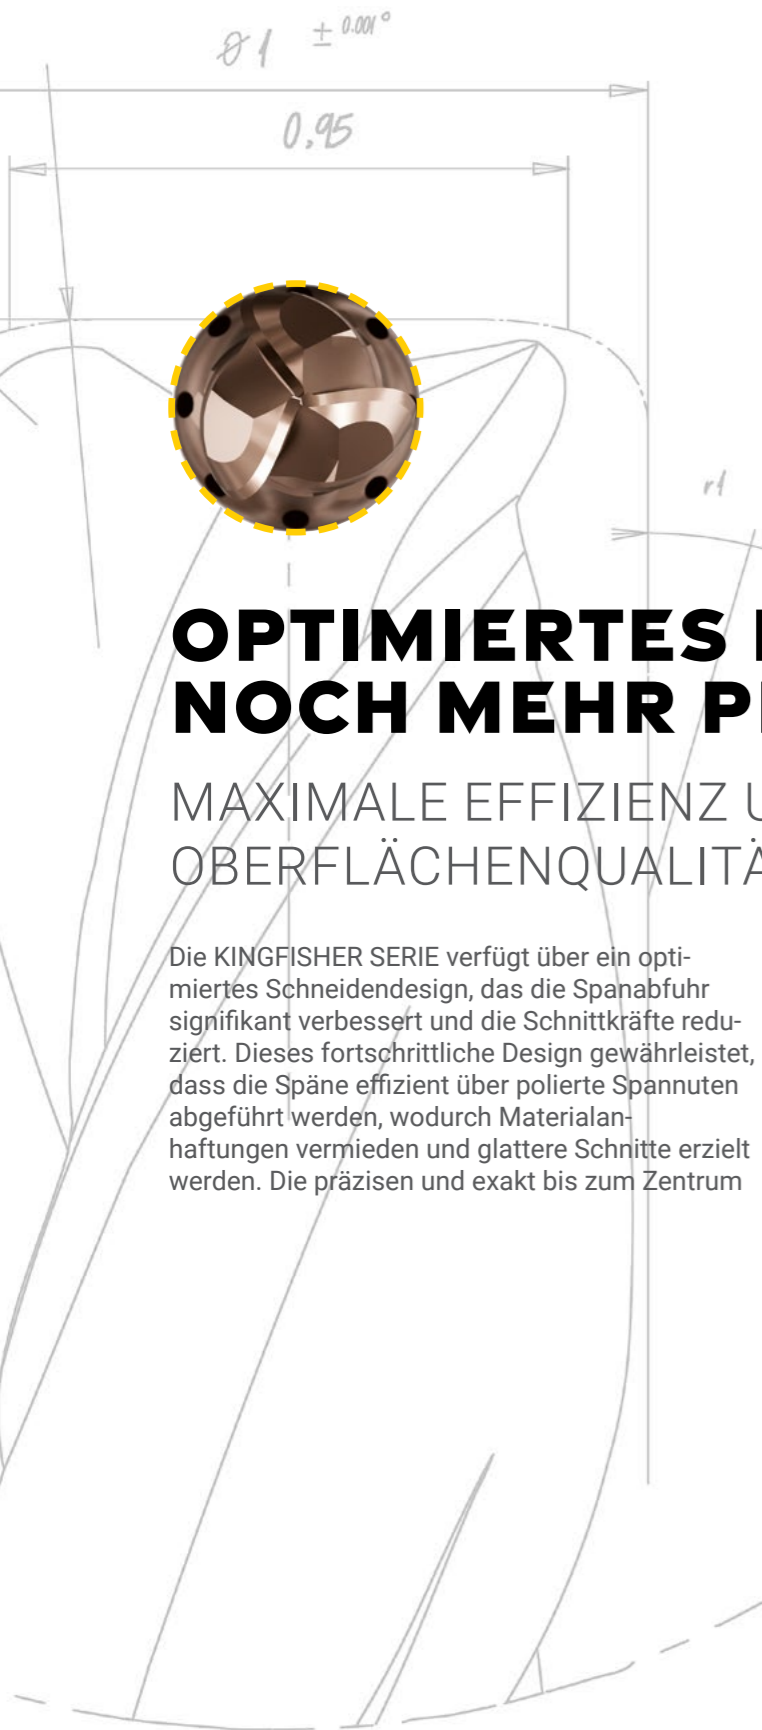 Ø 1 ± 0.001°
0,95
r1
OPTIMIERTES
NOCH MEHR
MAXIMALE EFFIZIENZ
OBERFLÄCHENQUALITÄ
Die KINGFISHER SERIE verfügt über ein opti-
miertes Schneidendesign, das die Spanabfuhr
signifikant verbessert und die Schnittkräfte redu-
ziert. Dieses fortschrittliche Design gewährleistet,
dass die Späne effizient über polierte Spannuten
abgeführt werden, wodurch Materialan-
haftungen vermieden und glattere Schnitte erzielt
werden. Die präzisen und exakt bis zum Zentrum